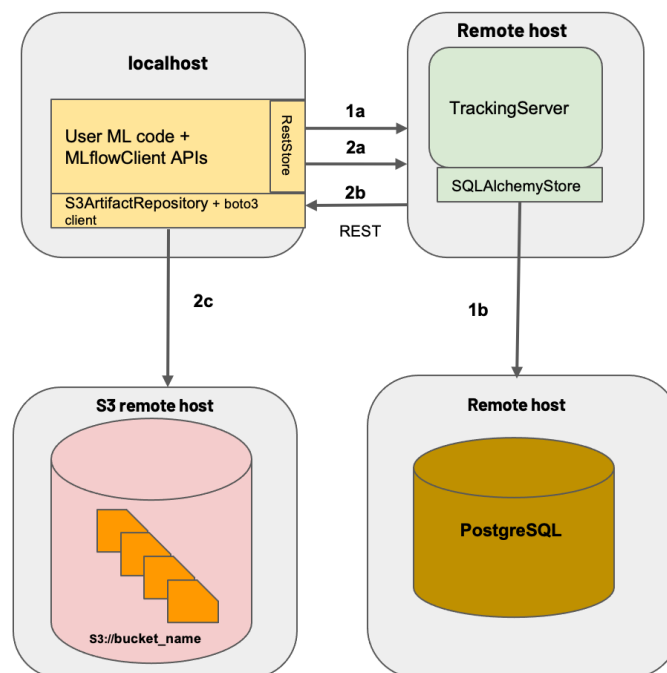 localhost
User ML code +
MLflowClient APIs
RestStore
S3ArtifactRepository + boto3
client
1a
2a
2b
REST
Remote host
TrackingServer
SQLAlchemyStore
2c
1b
S3 remote host
S3://bucket_name
Remote host
PostgreSQL